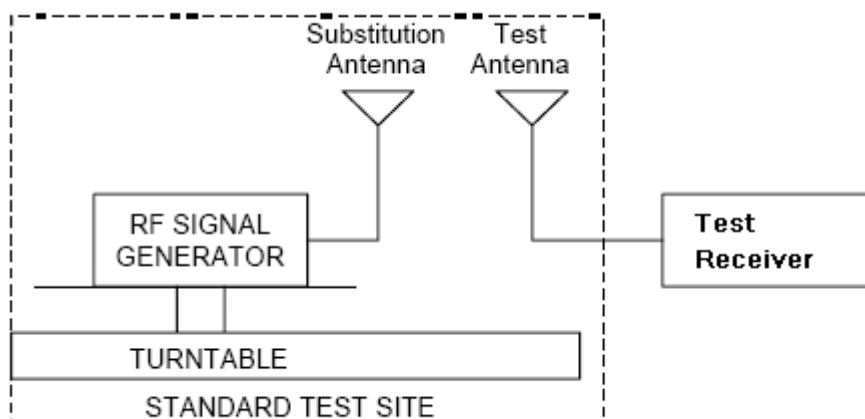 Substitution
Antenna
Test
Antenna
RF SIGNAL
GENERATOR
Test
Receiver
TURNTABLE
STANDARD TEST SITE